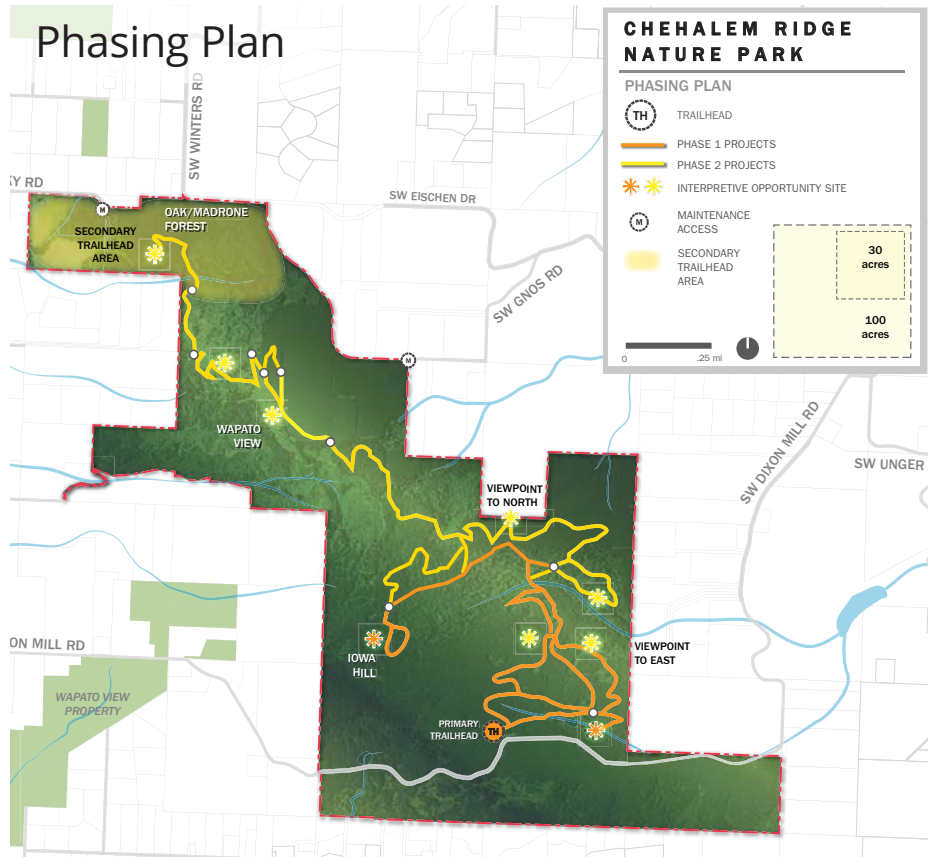 Phasing Plan
CHEHALEM RIDGE
NATURE PARK
PHASING PLAN
TH
TRAILHEAD
PHASE 1 PROJECTS
PHASE 2 PROJECTS
INTERPRETIVE OPPORTUNITY SITE
M
MAINTENANCE
ACCESS
SECONDARY
TRAILHEAD
AREA
30
acres
100
acres
0
.25 mi
SW WINTERS RD
KY RD
SW EISCHEN DR
M
OAK/MADRONE
FOREST
SECONDARY
TRAILHEAD
AREA
SW GNOS RD
M
WAPATO
VIEW
SW DIXON MILL RD
SW UNGER
VIEWPOINT
TO NORTH
ON MILL RD
IOWA
HILL
VIEWPOINT
TO EAST
WAPATO VIEW
PROPERTY
PRIMARY
TRAILHEAD
TH